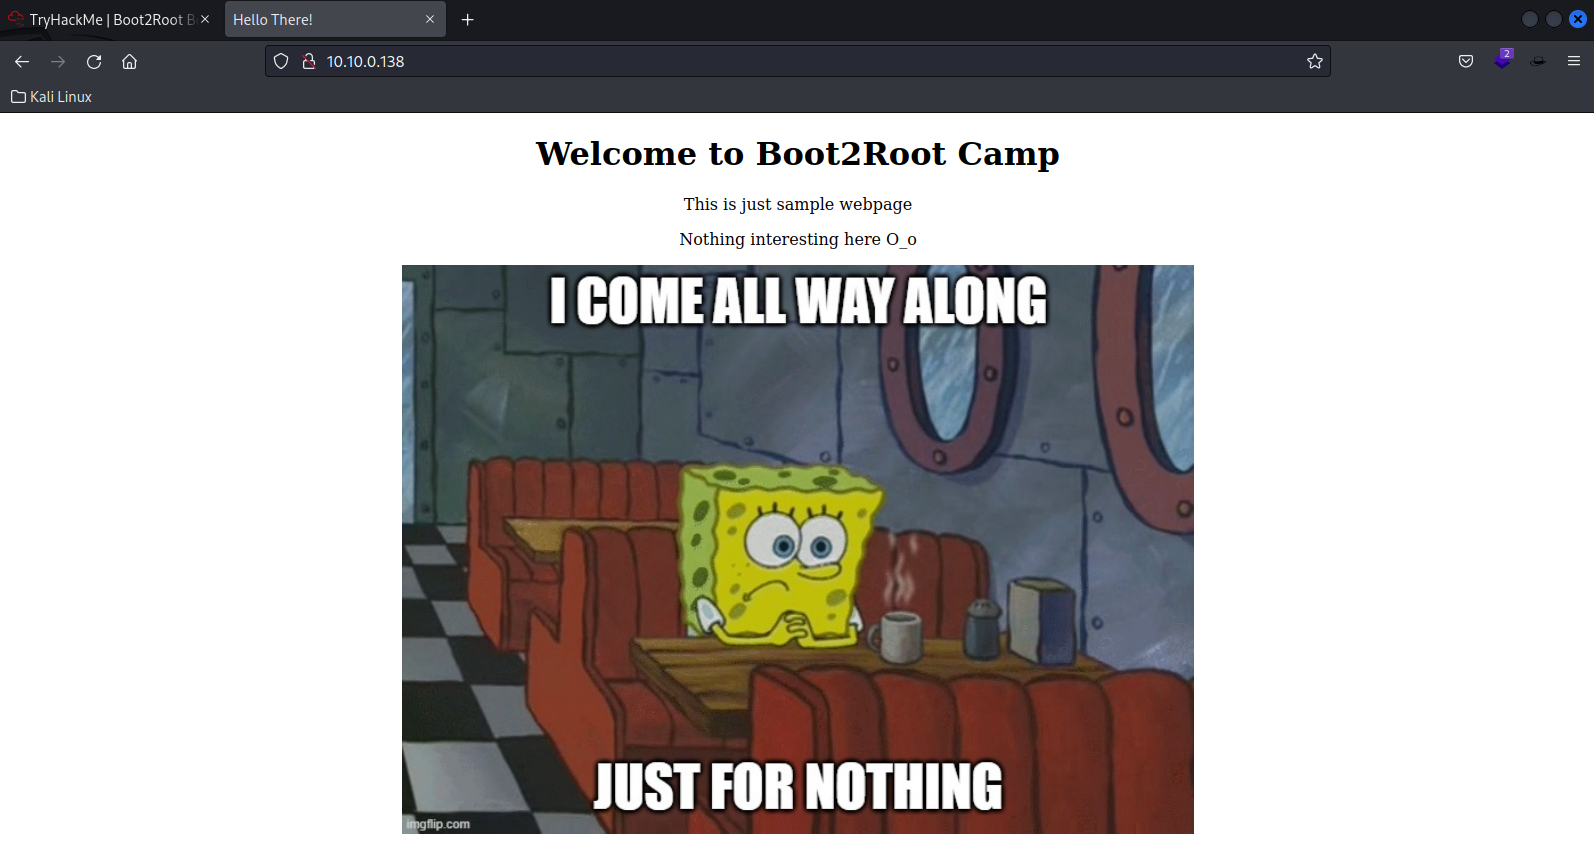 TryHackMe | Boot2Root B
Hello There!
10.10.0.138
2
Kali Linux
Welcome to Boot2Root Camp
This is just sample webpage
Nothing interesting here O_o
I COME ALL WAY ALONG
JUST FOR NOTHING
imgflip.com